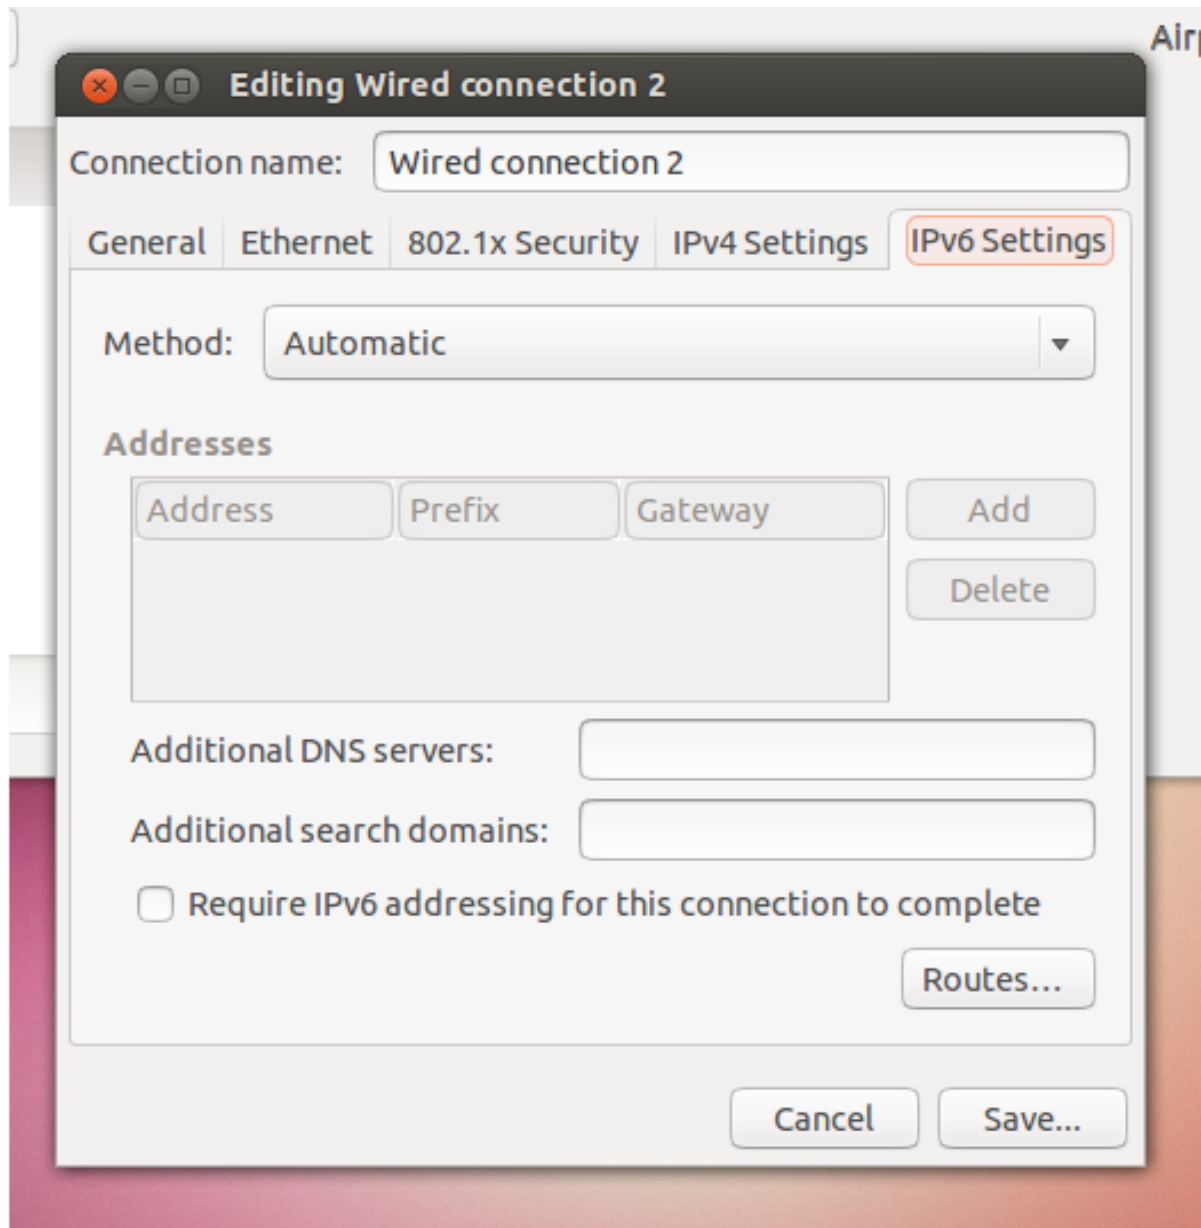 Airp
Editing Wired connection 2
Connection name: Wired connection 2
General Ethernet 802.1x Security IPv4 Settings IPv6 Settings
Method: Automatic
Addresses
Address Prefix Gateway Add
Delete
Additional DNS servers:
Additional search domains:
Require IPv6 addressing for this connection to complete
Routes...
Cancel Save...